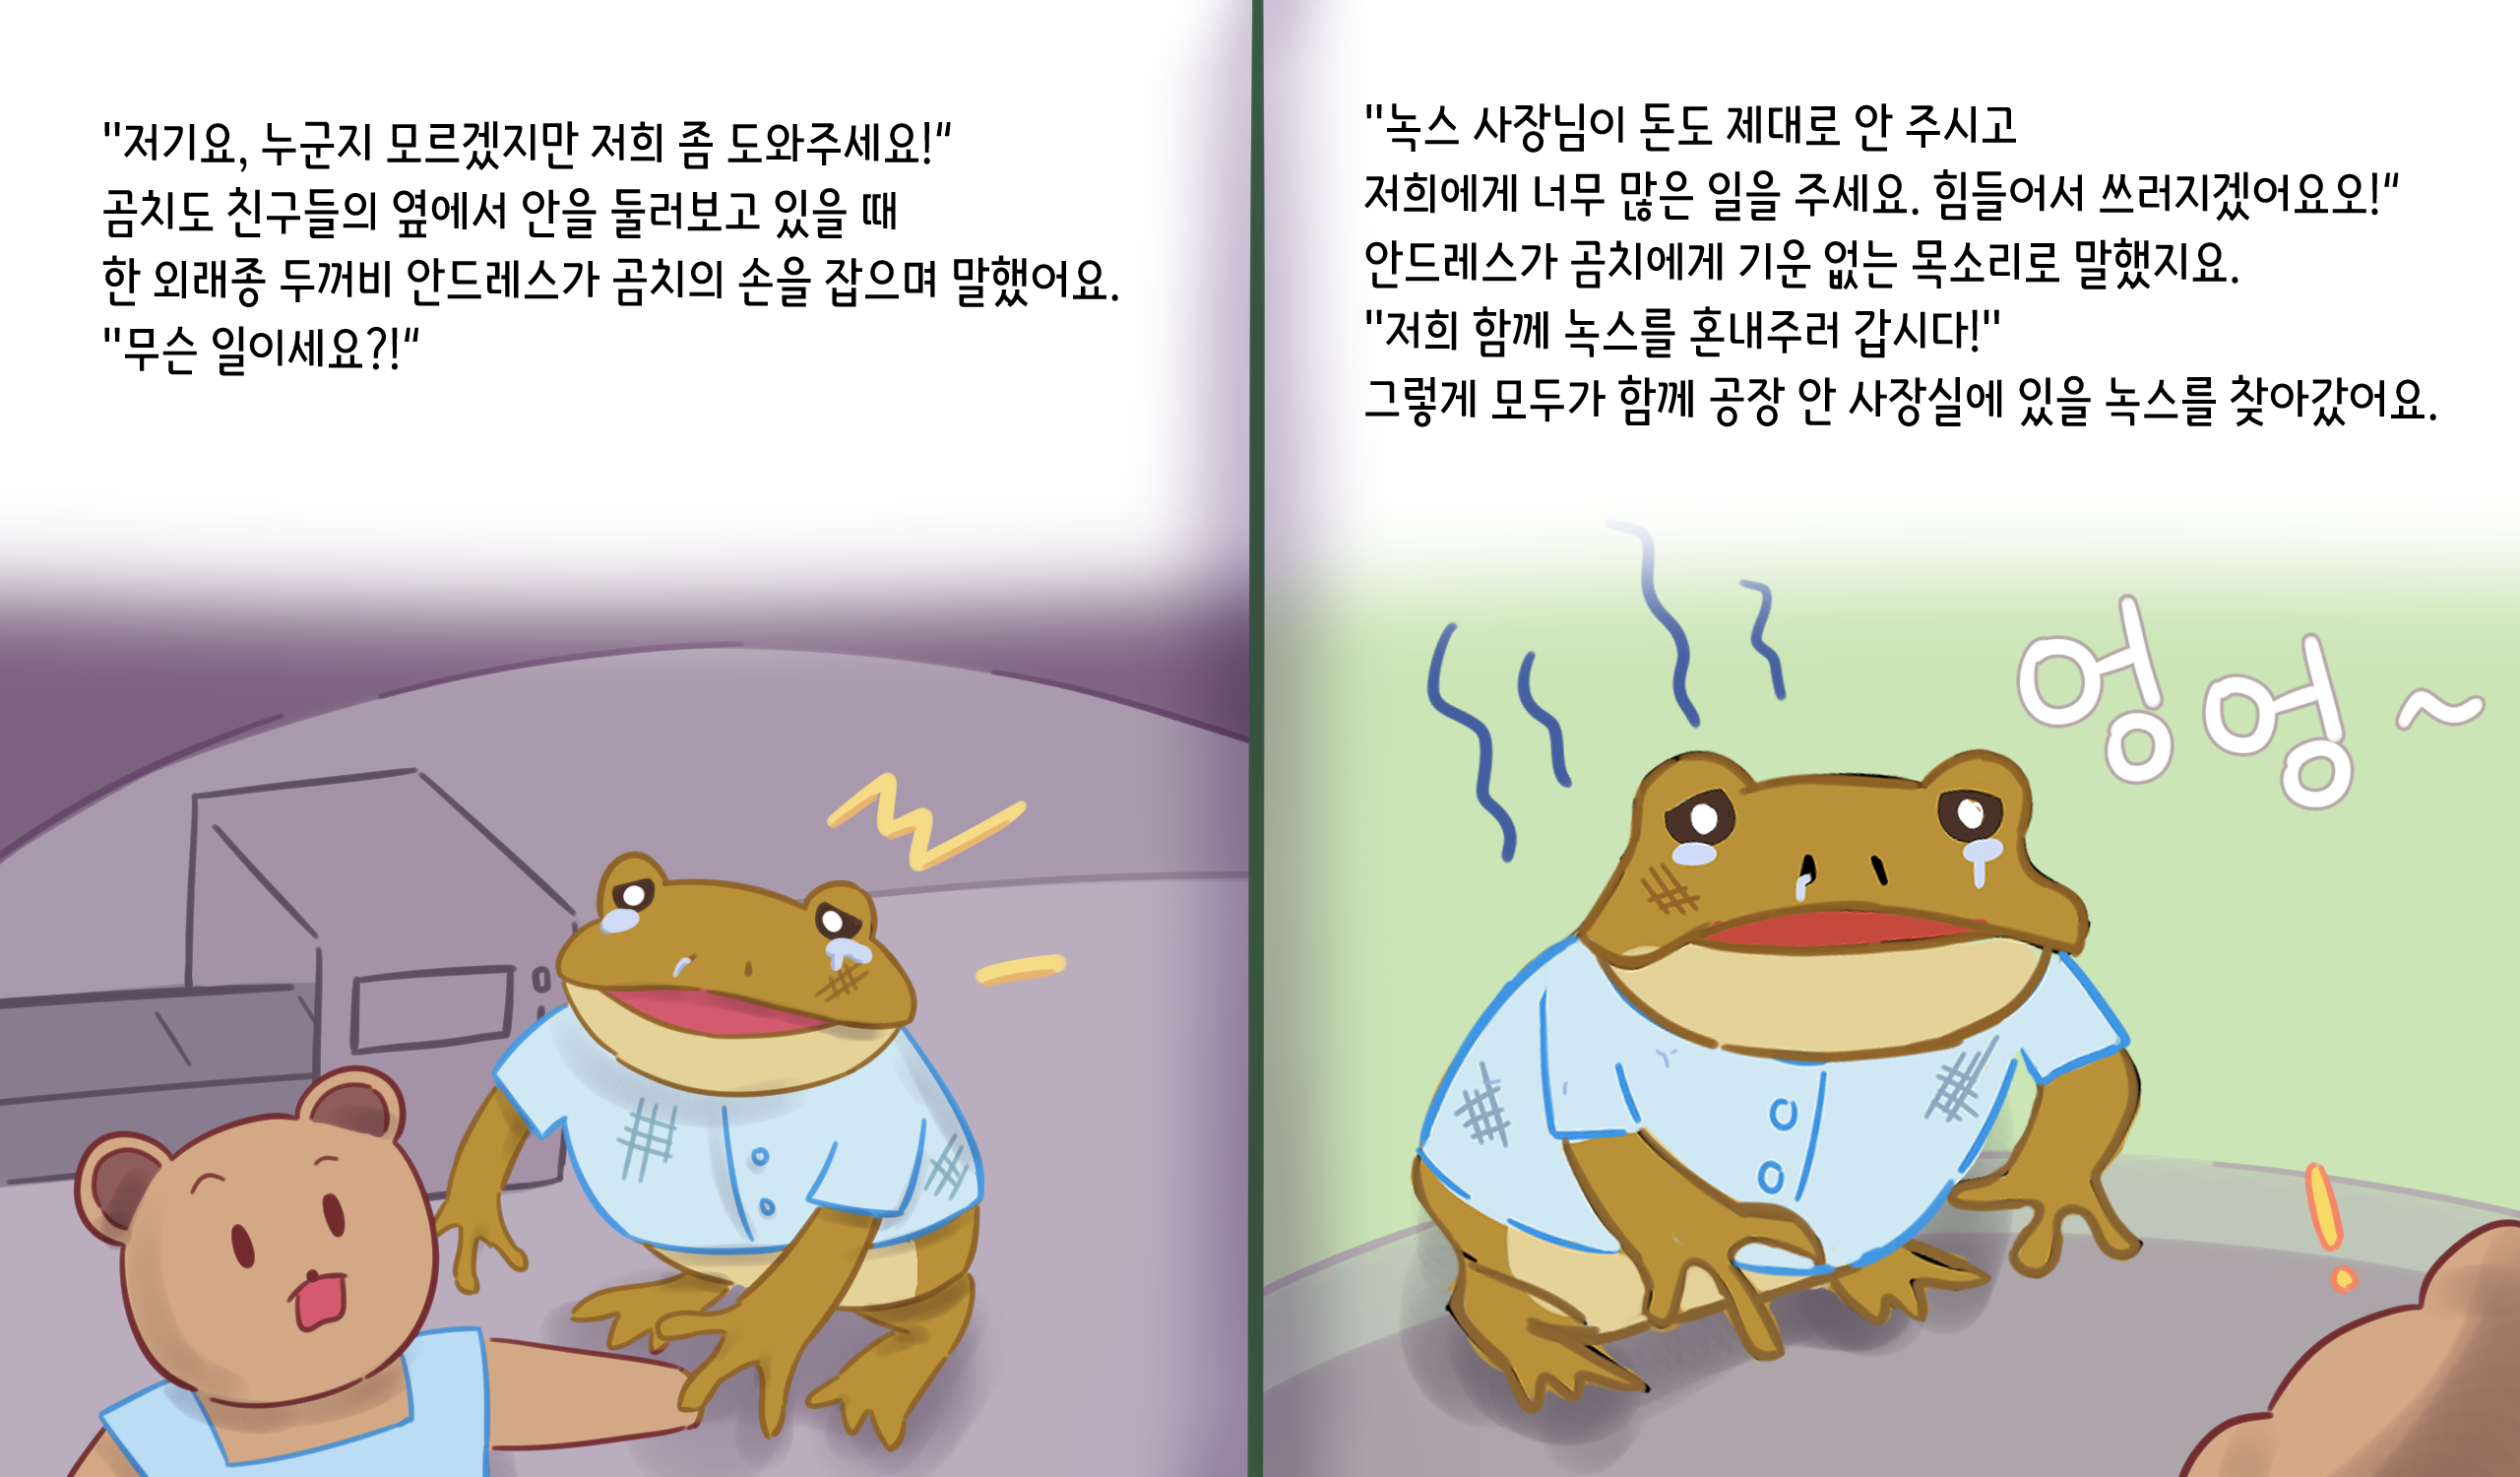 "저기요, 누군지 모르겠지만 저희 좀 도와주세요!"
곰치도 친구들의 옆에서 안을 둘러보고 있을 때
한 외래종 두꺼비 안드레스가 곰치의 손을 잡으며 말했어요.
"무슨 일이세요?!"
"녹스 사장님이 돈도 제대로 안 주시고
저희에게 너무 많은 일을 주세요. 힘들어서 쓰러지겠어요오!"
안드레스가 곰치에게 기운 없는 목소리로 말했지요.
"저희 함께 녹스를 혼내주러 갑시다!"
그렇게 모두가 함께 공장 안 사장실에 있을 녹스를 찾아갔어요.
엉엉~
!